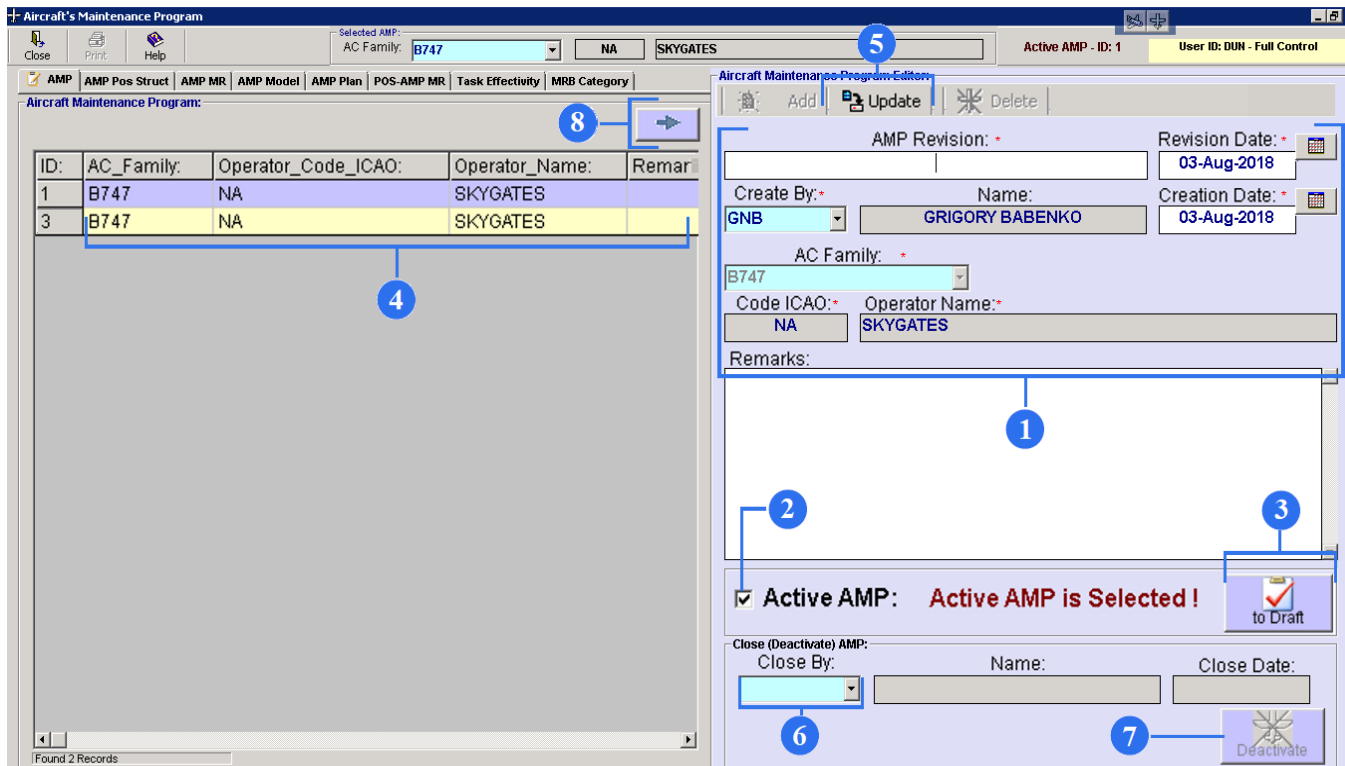 Aircraft's Maintenance Program
Close
Print
Help
Selected AMP:
AC Family: B747 NA SKYGATES
Active AMP - ID: 1
User ID: DUN - Full Control
5
AMP AMP Pos Struct AMP MR AMP Model AMP Plan POS-AMP MR Task Effectivity MRB Category
Aircraft Maintenance Program:
8
ID: AC_Family: Operator_Code_ICAO: Operator_Name: Remar
1 B747 NA SKYGATES
3 B747 NA SKYGATES
4
Found 2 Records
Aircraft Maintenance Program Editor:
Add Update Delete
AMP Revision: * Revision Date: *
03-Aug-2018
Create By:* Name: Creation Date: *
GNB GRIGORY BABENKO 03-Aug-2018
AC Family: *
B747
Code ICAO:* Operator Name:*
NA SKYGATES
Remarks:
1
2
3
Active AMP: Active AMP is Selected !
to Draft
Close (Deactivate) AMP:
Close By: Name: Close Date:
6
7
Deactivate